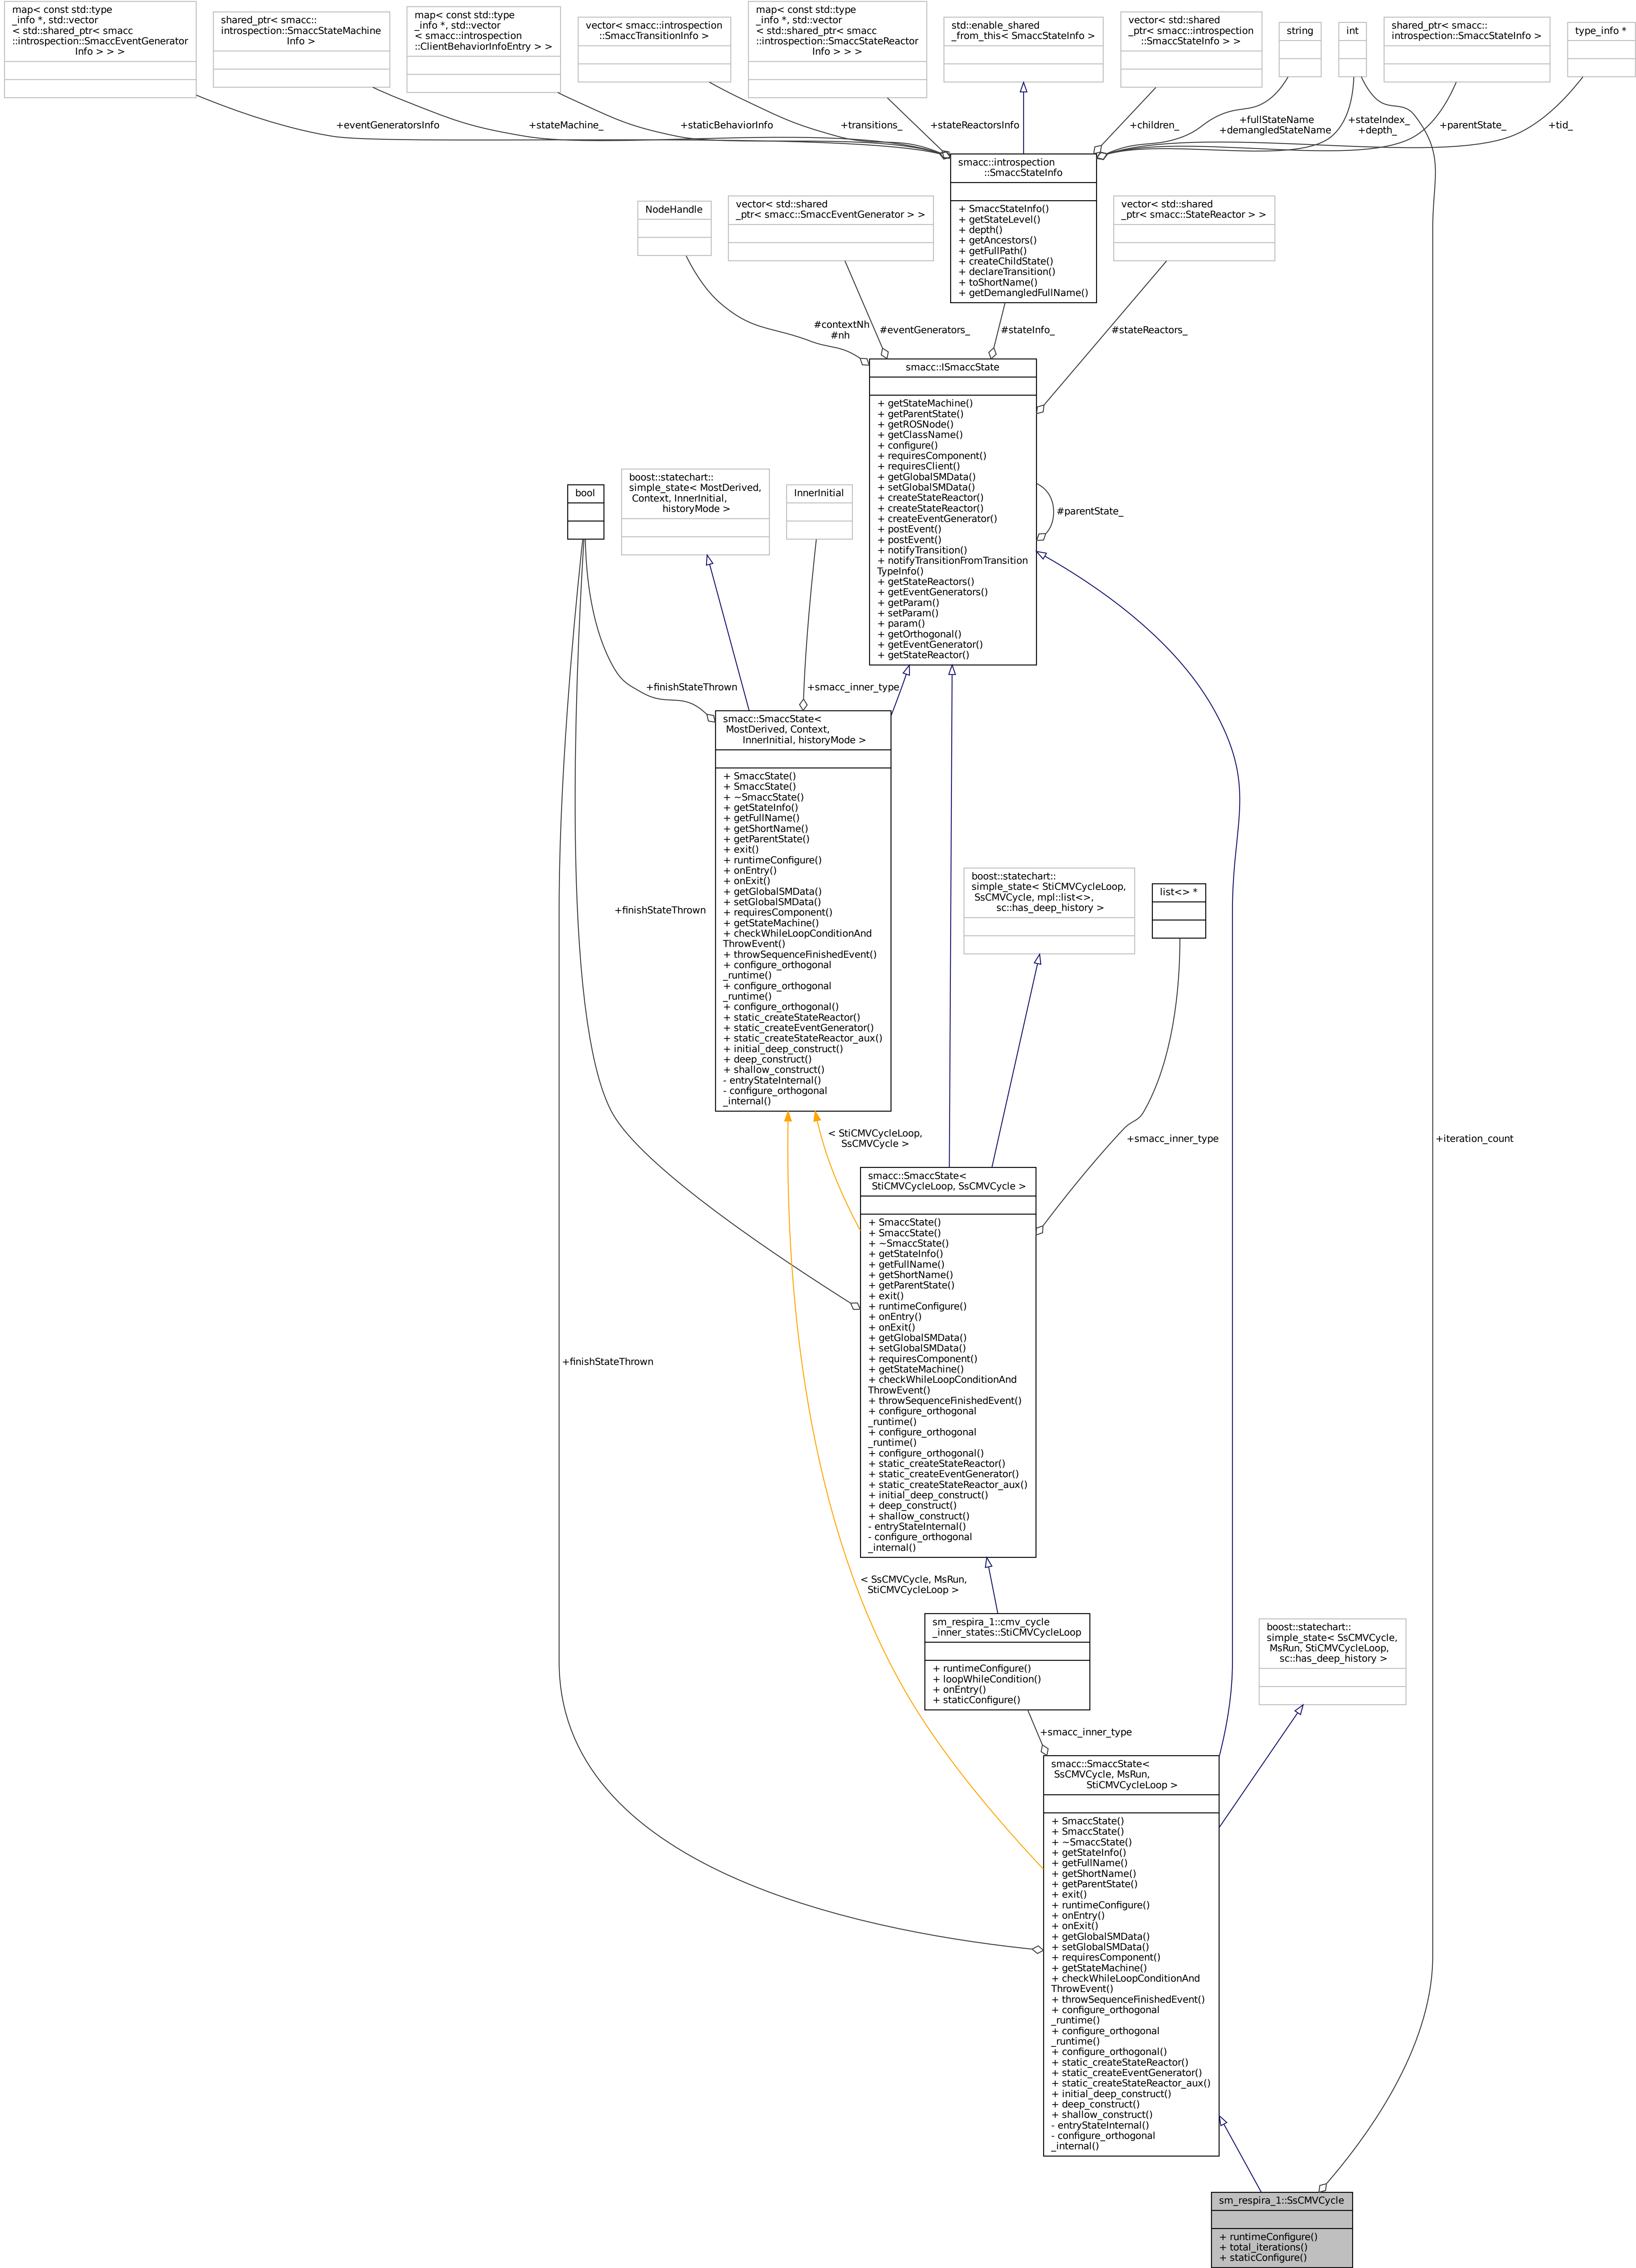 map< const std::type
_info *, std::vector
< std::shared_ptr< smacc
::introspection::SmaccEventGenerator
Info > > >
shared_ptr< smacc::
introspection::SmaccStateMachine
Info >
map< const std::type
_info *, std::vector
< smacc::introspection
::ClientBehaviorInfoEntry > >
vector< smacc::introspection
::SmaccTransitionInfo >
map< const std::type
_info *, std::vector
< std::shared_ptr< smacc
::introspection::SmaccStateReactor
Info > > >
std::enable_shared
_from_this< SmaccStateInfo >
vector< std::shared
_ptr< smacc::introspection
::SmaccStateInfo > >
string
int
shared_ptr< smacc::
introspection::SmaccStateInfo >
type_info *
+eventGeneratorsInfo
+stateMachine_
+staticBehaviorInfo
+transitions_
+stateReactorsInfo
+children_
+fullStateName
+demangledStateName
+stateIndex_
+depth_
+parentState_
+tid_
smacc::introspection
::SmaccStateInfo
+ SmaccStateInfo()
+ getStateLevel()
+ depth()
+ getAncestors()
+ getFullPath()
+ createChildState()
+ declareTransition()
+ toShortName()
+ getDemangledFullName()
NodeHandle
vector< std::shared
_ptr< smacc::SmaccEventGenerator > >
vector< std::shared
_ptr< smacc::StateReactor > >
#contextNh
#nh
#eventGenerators_
#stateInfo_
#stateReactors_
smacc::ISmaccState
+ getStateMachine()
+ getParentState()
+ getROSNode()
+ getClassName()
+ configure()
+ requiresComponent()
+ requiresClient()
+ getGlobalSMData()
+ setGlobalSMData()
+ createStateReactor()
+ createStateReactor()
+ createEventGenerator()
+ postEvent()
+ postEvent()
+ notifyTransition()
+ notifyTransitionFromTransition
TypeInfo()
+ getStateReactors()
+ getEventGenerators()
+ getParam()
+ setParam()
+ param()
+ getOrthogonal()
+ getEventGenerator()
+ getStateReactor()
#parentState_
bool
boost::statechart::
simple_state< MostDerived,
Context, InnerInitial,
historyMode >
InnerInitial
+finishStateThrown
+smacc_inner_type
smacc::SmaccState<
MostDerived, Context,
InnerInitial, historyMode >
+ SmaccState()
+ SmaccState()
+ ~SmaccState()
+ getStateInfo()
+ getFullName()
+ getShortName()
+ getParentState()
+ exit()
+ runtimeConfigure()
+ onEntry()
+ onExit()
+ getGlobalSMData()
+ setGlobalSMData()
+ requiresComponent()
+ getStateMachine()
+ checkWhileLoopConditionAnd
ThrowEvent()
+ throwSequenceFinishedEvent()
+ configure_orthogonal
_runtime()
+ configure_orthogonal
_runtime()
+ configure_orthogonal()
+ static_createStateReactor()
+ static_createEventGenerator()
+ static_createStateReactor_aux()
+ initial_deep_construct()
+ deep_construct()
+ shallow_construct()
- entryStateInternal()
- configure_orthogonal
_internal()
+finishStateThrown
boost::statechart::
simple_state< StiCMVCycleLoop,
SsCMVCycle, mpl::list<>,
sc::has_deep_history >
list<> *
< StiCMVCycleLoop,
SsCMVCycle >
+smacc_inner_type
+iteration_count
smacc::SmaccState<
StiCMVCycleLoop, SsCMVCycle >
+ SmaccState()
+ SmaccState()
+ ~SmaccState()
+ getStateInfo()
+ getFullName()
+ getShortName()
+ getParentState()
+ exit()
+ runtimeConfigure()
+ onEntry()
+ onExit()
+ getGlobalSMData()
+ setGlobalSMData()
+ requiresComponent()
+ getStateMachine()
+ checkWhileLoopConditionAnd
ThrowEvent()
+ throwSequenceFinishedEvent()
+ configure_orthogonal
_runtime()
+ configure_orthogonal
_runtime()
+ configure_orthogonal()
+ static_createStateReactor()
+ static_createEventGenerator()
+ static_createStateReactor_aux()
+ initial_deep_construct()
+ deep_construct()
+ shallow_construct()
- entryStateInternal()
- configure_orthogonal
_internal()
+finishStateThrown
< SsCMVCycle, MsRun,
StiCMVCycleLoop >
sm_respira_1::cmv_cycle
_inner_states::StiCMVCycleLoop
+ runtimeConfigure()
+ loopWhileCondition()
+ onEntry()
+ staticConfigure()
boost::statechart::
simple_state< SsCMVCycle,
MsRun, StiCMVCycleLoop,
sc::has_deep_history >
+smacc_inner_type
smacc::SmaccState<
SsCMVCycle, MsRun,
StiCMVCycleLoop >
+ SmaccState()
+ SmaccState()
+ ~SmaccState()
+ getStateInfo()
+ getFullName()
+ getShortName()
+ getParentState()
+ exit()
+ runtimeConfigure()
+ onEntry()
+ onExit()
+ getGlobalSMData()
+ setGlobalSMData()
+ requiresComponent()
+ getStateMachine()
+ checkWhileLoopConditionAnd
ThrowEvent()
+ throwSequenceFinishedEvent()
+ configure_orthogonal
_runtime()
+ configure_orthogonal
_runtime()
+ configure_orthogonal()
+ static_createStateReactor()
+ static_createEventGenerator()
+ static_createStateReactor_aux()
+ initial_deep_construct()
+ deep_construct()
+ shallow_construct()
- entryStateInternal()
- configure_orthogonal
_internal()
sm_respira_1::SsCMVCycle
+ runtimeConfigure()
+ total_iterations()
+ staticConfigure()